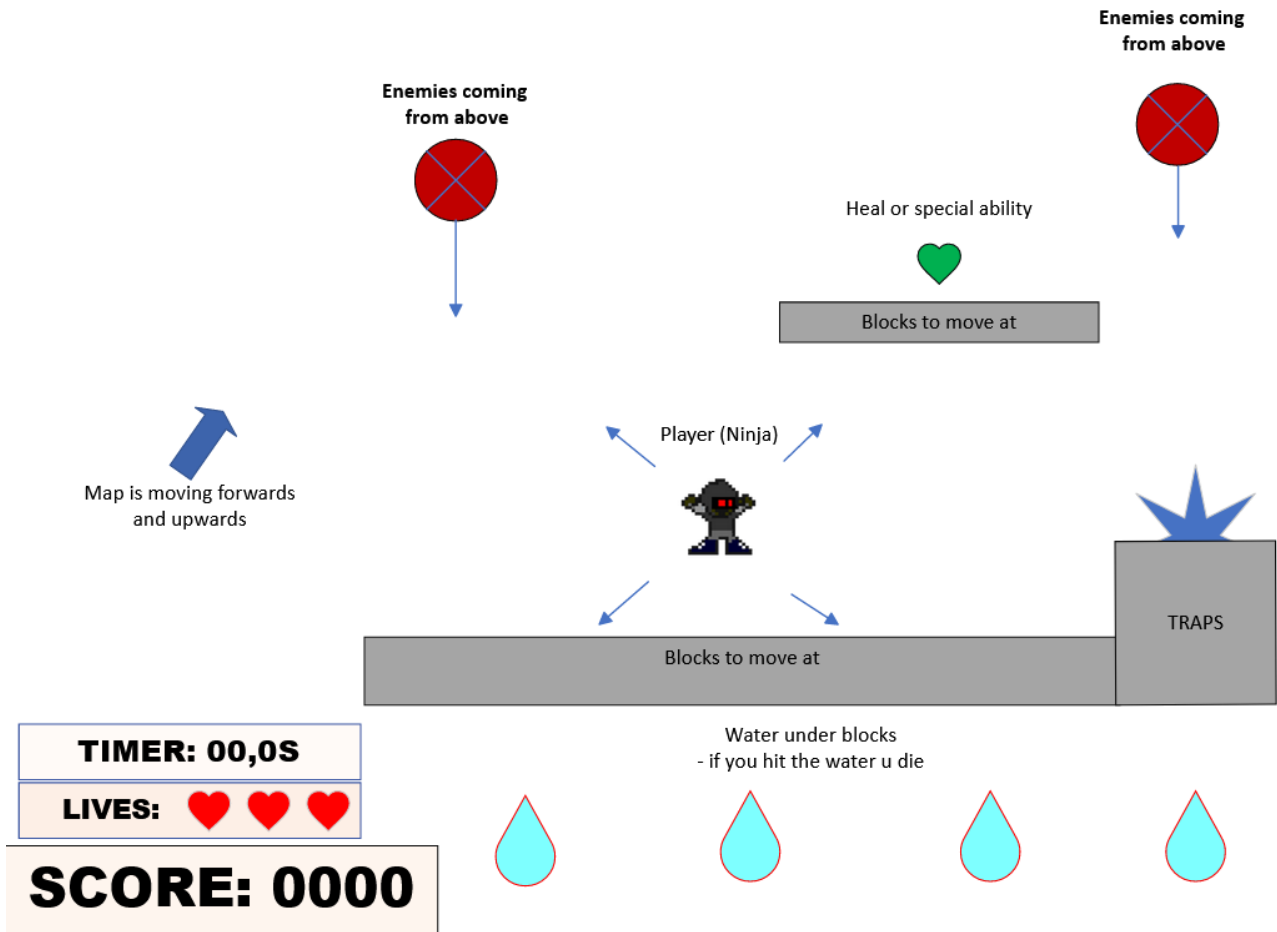 Enemies coming
from above
Enemies coming
from above
Heal or special ability
Blocks to move at
Player (Ninja)
Map is moving forwards
and upwards
TRAPS
Blocks to move at
Water under blocks
- if you hit the water u die
TIMER: 00,0S
LIVES:
SCORE: 0000